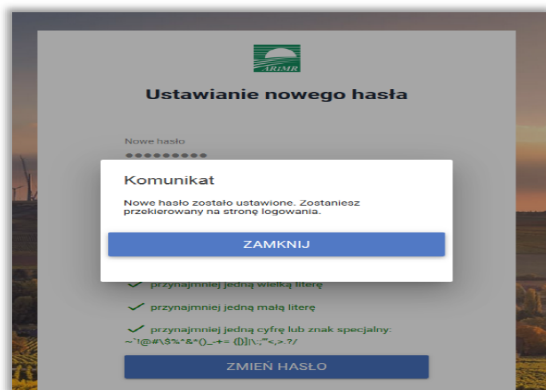 ARiMR
Ustawianie nowego hasła
Nowe hasło
Komunikat
Nowe hasło zostało ustawione. Zostaniesz
przekierowany na stronę logowania.
ZAMKNIJ
przynajmniej jedną wielką literę
przynajmniej jedną małą literę
przynajmniej jedną cyfrę lub znak specjalny:
ZMIEŃ HASŁO